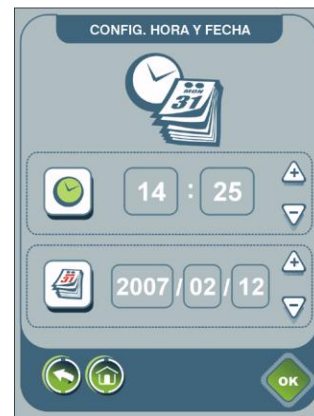 CONFIG. HORA Y FECHA
MON
31
14 : 25
31
2007 / 02 / 12
OK